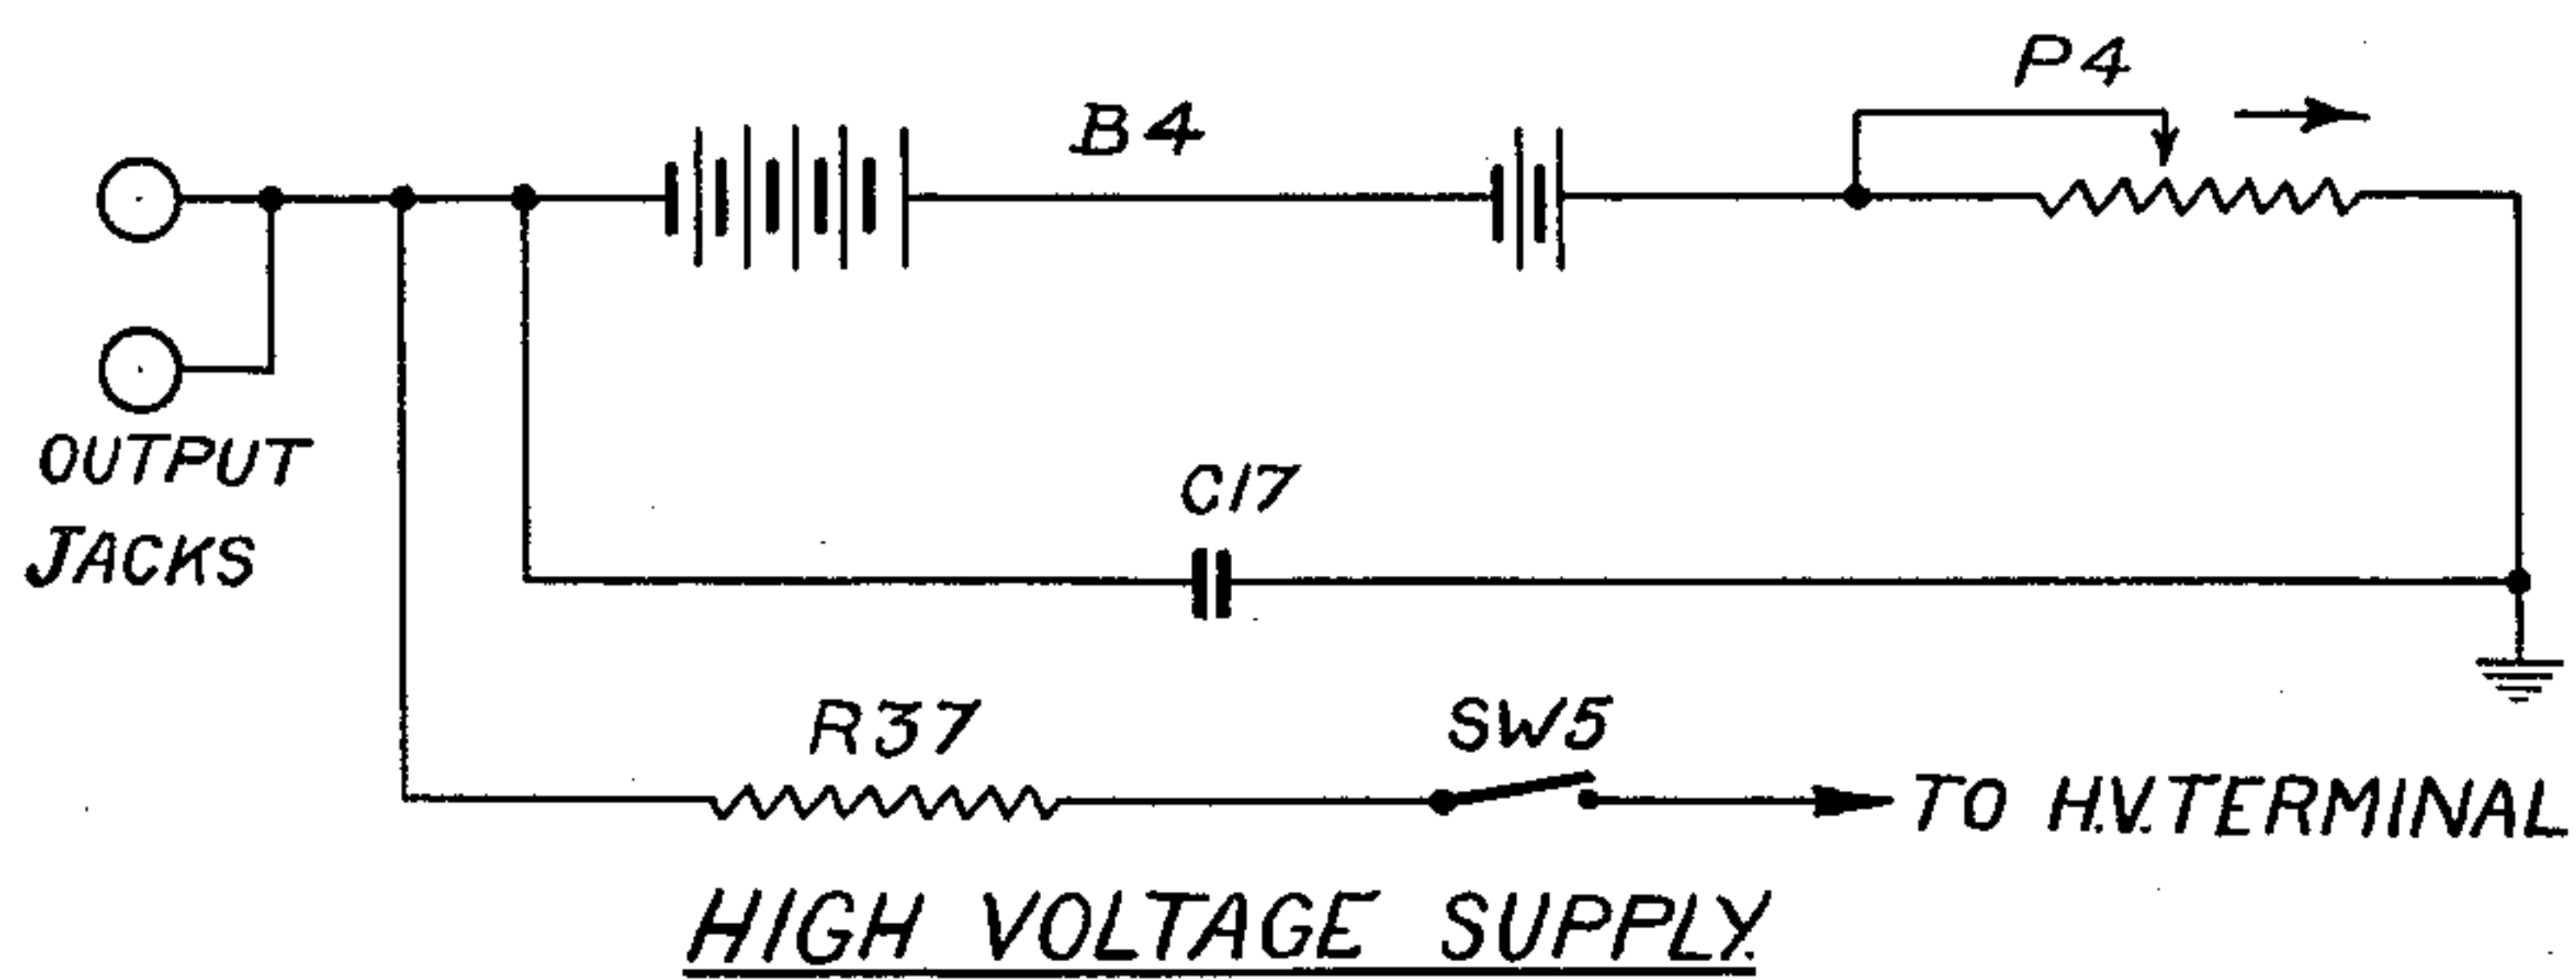 P4
B4
OUTPUT
JACKS
C17
R37
SW5
TO H.V. TERMINAL
HIGH VOLTAGE SUPPLY.